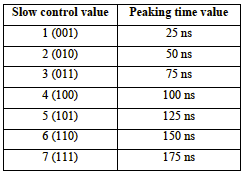 Slow control value Peaking time value
1 (001) 25 ns
2 (010) 50 ns
3 (011) 75 ns
4 (100) 100 ns
5 (101) 125 ns
6 (110) 150 ns
7 (111) 175 ns